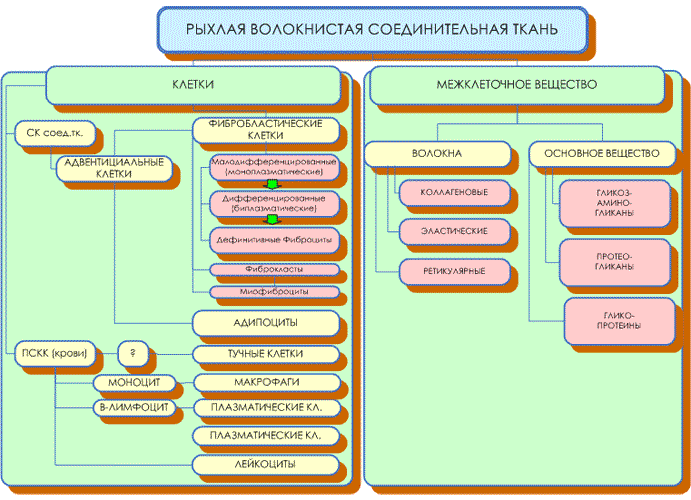 РЫХЛАЯ ВОЛОКНИСТАЯ СОЕДИНИТЕЛЬНАЯ ТКАНЬ
КЛЕТКИ
СК соед.тк.
АДВЕНТИЦИАЛЬНЫЕ
КЛЕТКИ
ФИБРОБЛАСТИЧЕСКИЕ
КЛЕТКИ
Малодифференцированные
(моноплазматические)
Дифференцированные
(биплазматические)
Дефинитивные Фиброциты
Фиброкласты
Миофиброциты
АДИПОЦИТЫ
ПСКК (крови)
?
ТУЧНЫЕ КЛЕТКИ
МОНОЦИТ
МАКРОФАГИ
В-ЛИМФОЦИТ
ПЛАЗМАТИЧЕСКИЕ КЛ.
ПЛАЗМАТИЧЕСКИЕ КЛ.
ЛЕЙКОЦИТЫ
МЕЖКЛЕТОЧНОЕ ВЕЩЕСТВО
ВОЛОКНА
КОЛЛАГЕНОВЫЕ
ЭЛАСТИЧЕСКИЕ
РЕТИКУЛЯРНЫЕ
ОСНОВНОЕ ВЕЩЕСТВО
ГЛИКОЗ-
АМИНО-
ГЛИКАНЫ
ПРОТЕО-
ГЛИКАНЫ
ГЛИКО-
ПРОТЕИНЫ